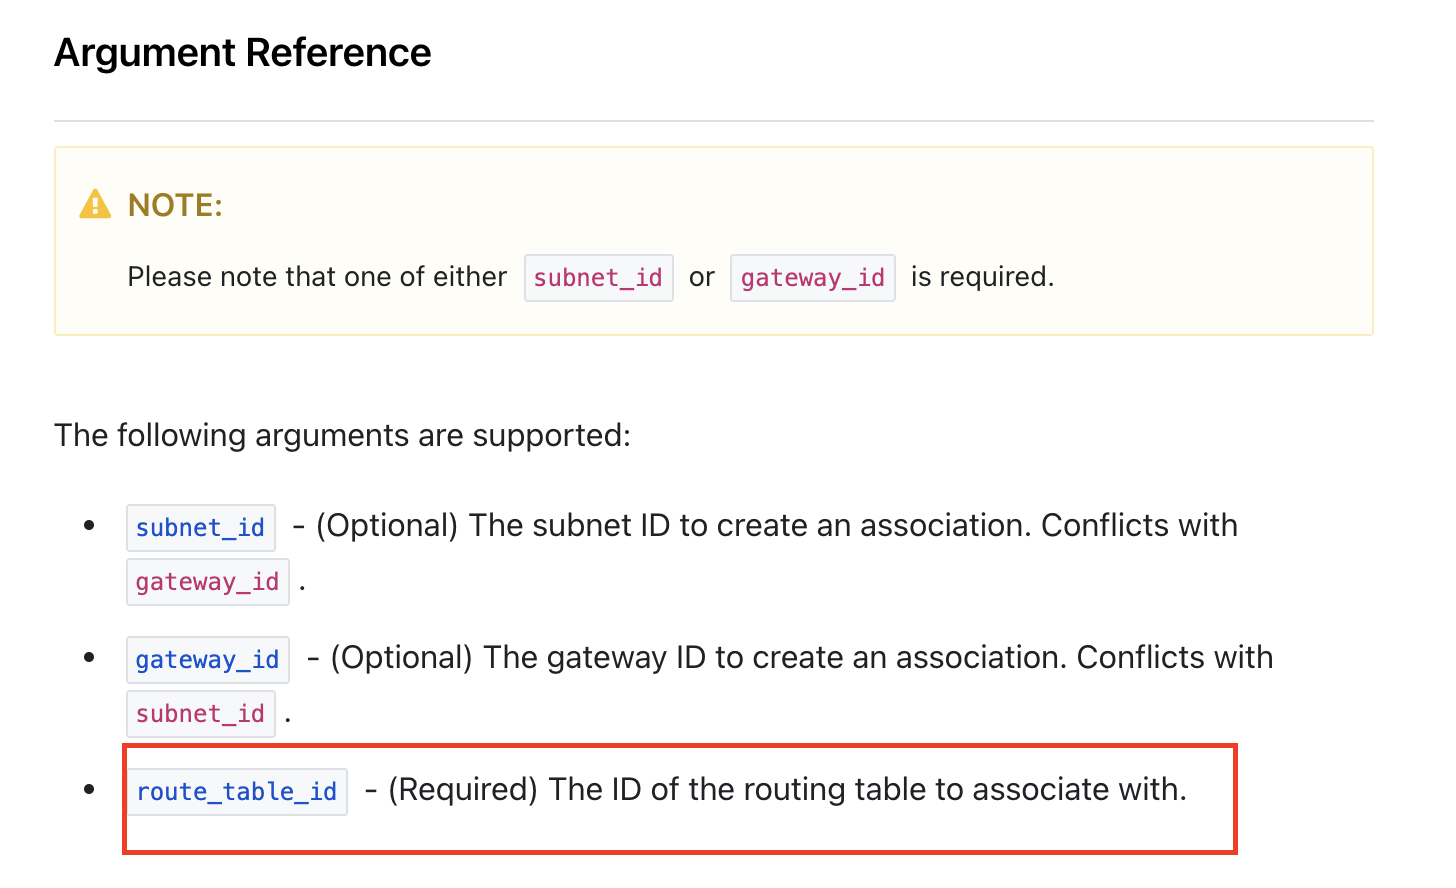 Argument Reference
NOTE:
Please note that one of either subnet_id or gateway_id is required.
The following arguments are supported:
• subnet_id - (Optional) The subnet ID to create an association. Conflicts with
gateway_id .
• gateway_id - (Optional) The gateway ID to create an association. Conflicts with
subnet_id .
• route_table_id - (Required) The ID of the routing table to associate with.